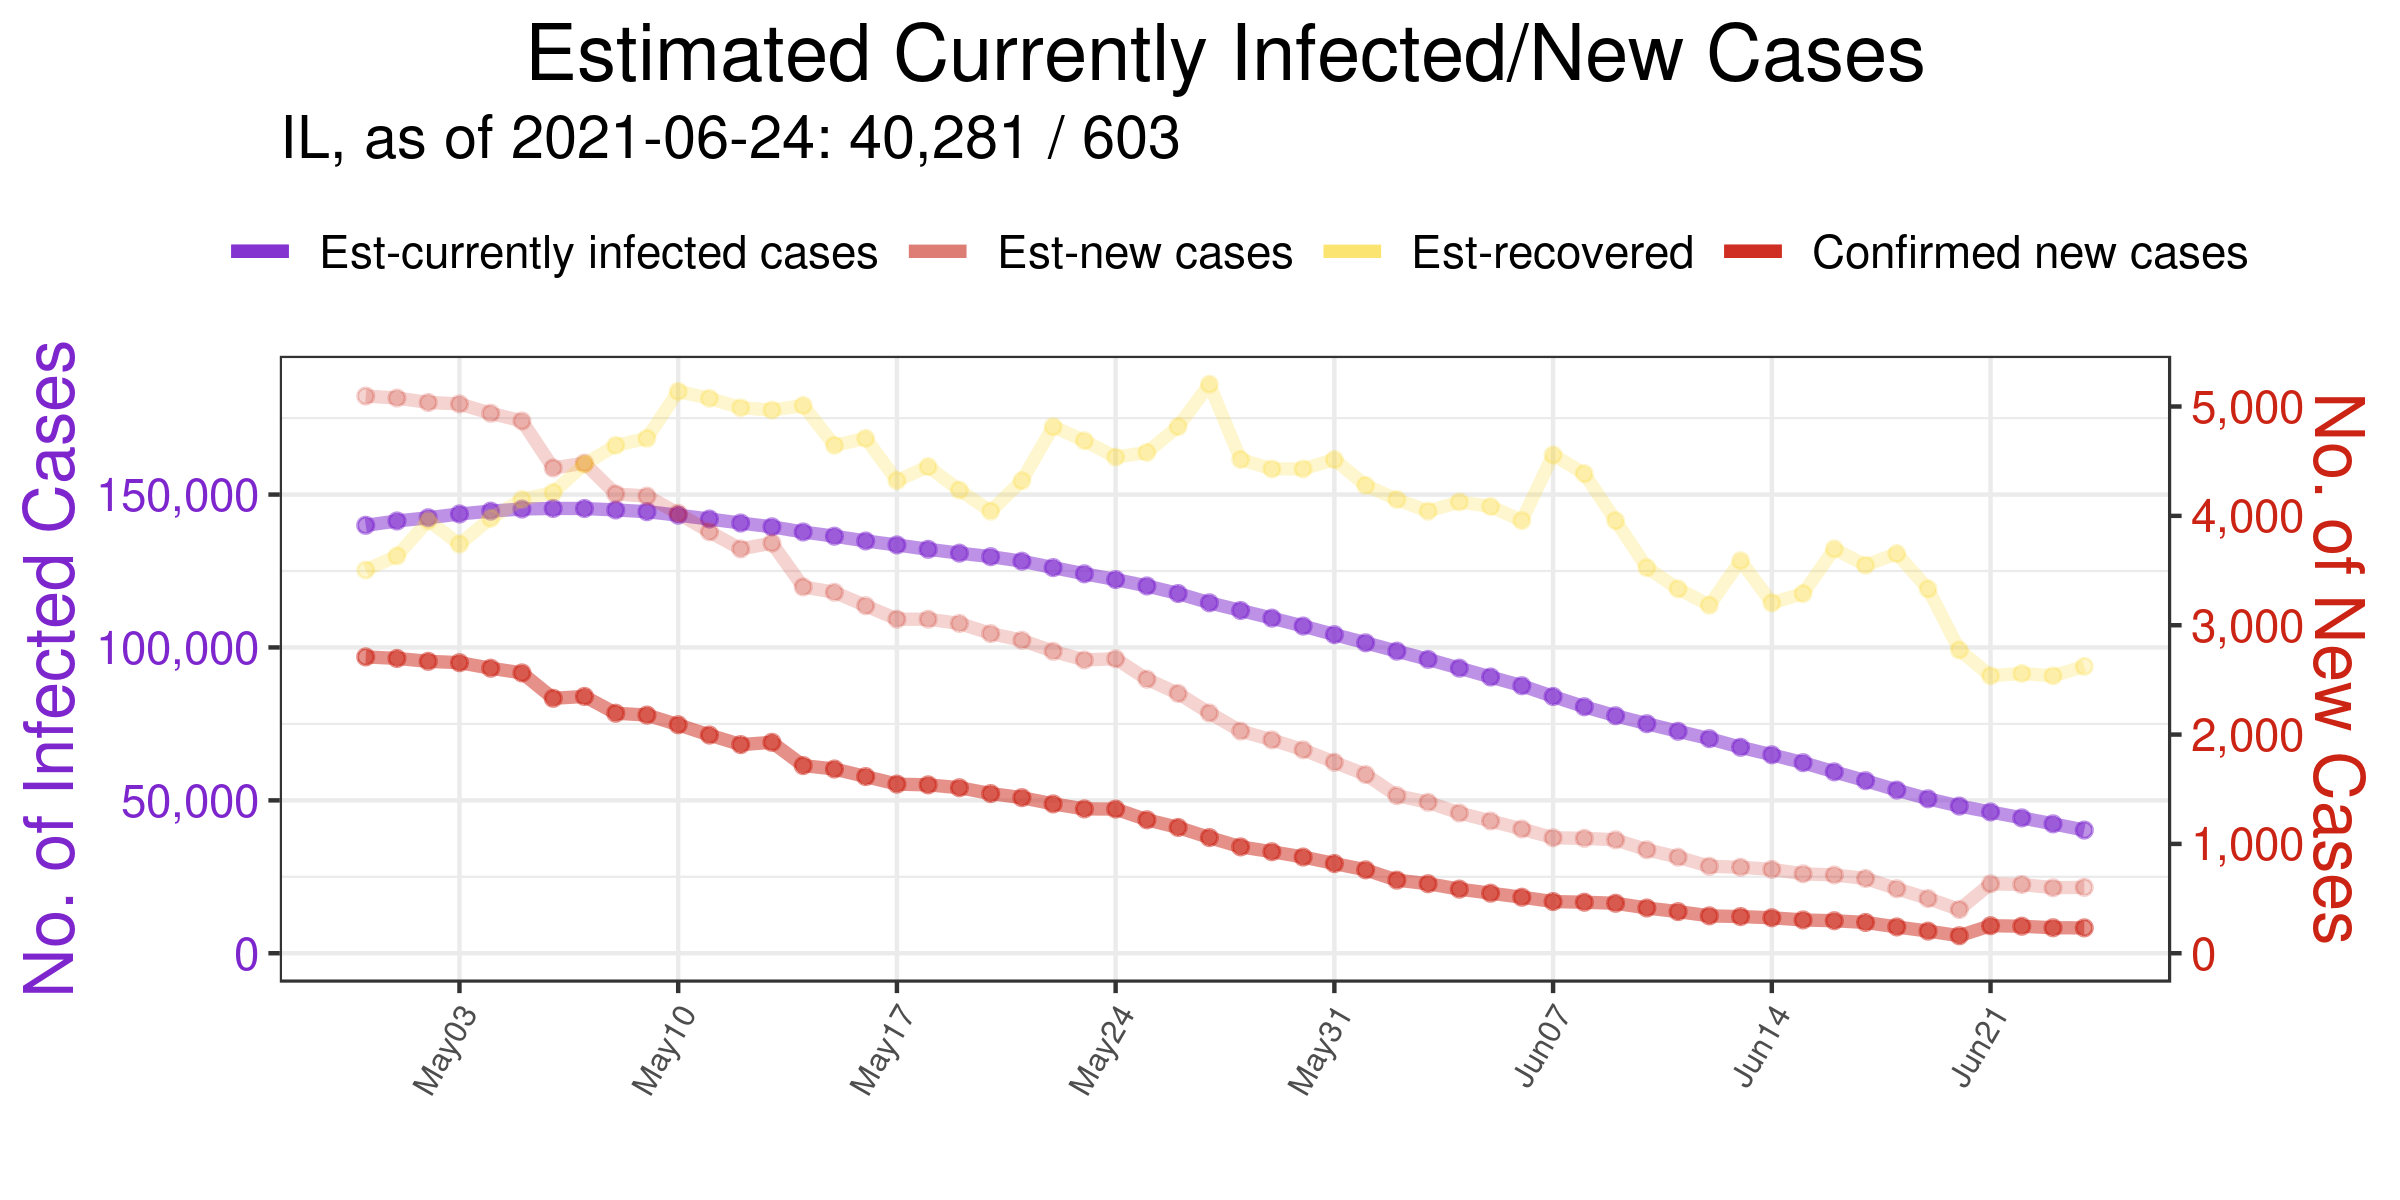 Estimated Currently Infected/New Cases
IL, as of 2021-06-24: 40,281 / 603
Est-currently infected cases
Est-new cases
Est-recovered
Confirmed new cases
No. of Infected Cases
150,000
100,000
50,000
0
5,000
4,000
3,000
2,000
1,000
0
No. of New Cases
May03
May10
May17
May24
May31
Jun07
Jun14
Jun21